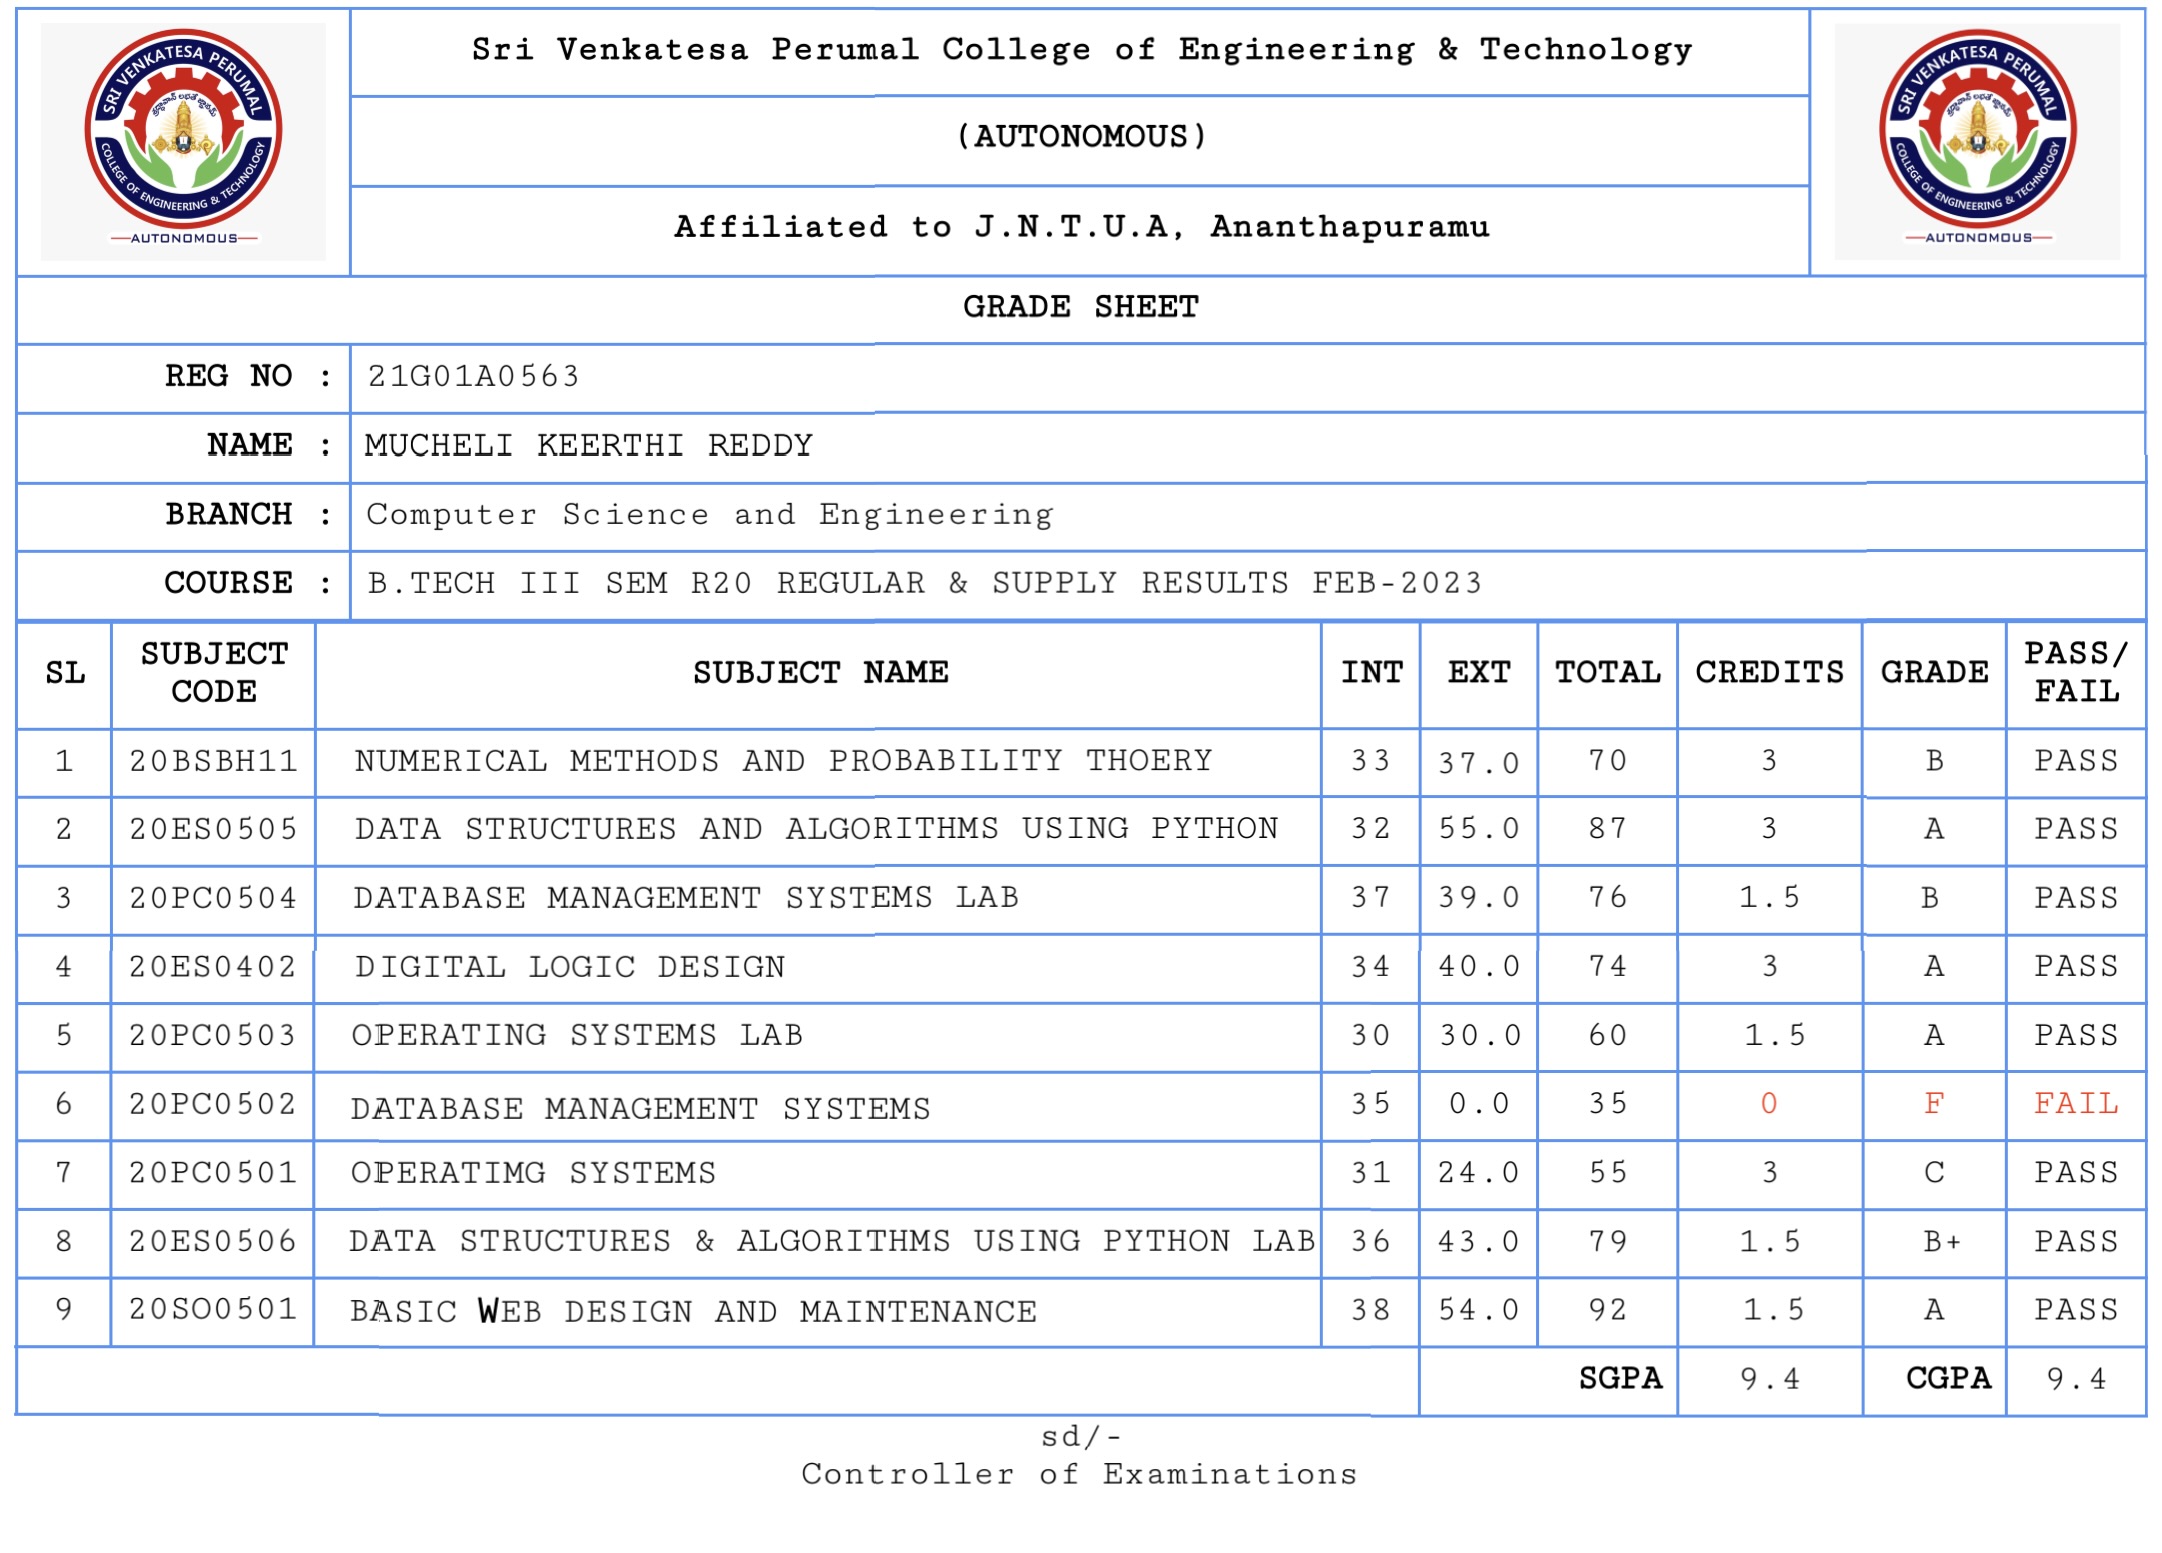 SRI VENKATESA PERUMAL
COLLEGE OF ENGINEERING & TECHNOLOGY
AUTONOMOUS
Sri Venkatesa Perumal College of Engineering & Technology
(AUTONOMOUS)
Affiliated to J.N.T.U.A, Ananthapuramu
SRI VENKATESA PERUMAL
COLLEGE OF ENGINEERING & TECHNOLOGY
AUTONOMOUS
GRADE SHEET
REG NO : 21G01A0563
NAME : MUCHELI KEERTHI REDDY
BRANCH : Computer Science and Engineering
COURSE : B.TECH III SEM R20 REGULAR & SUPPLY RESULTS FEB-2023
SL SUBJECT CODE SUBJECT NAME INT EXT TOTAL CREDITS GRADE PASS/ FAIL
1 20BSBH11 NUMERICAL METHODS AND PROBABILITY THOERY 33 37.0 70 3 B PASS
2 20ES0505 DATA STRUCTURES AND ALGORITHMS USING PYTHON 32 55.0 87 3 A PASS
3 20PC0504 DATABASE MANAGEMENT SYSTEMS LAB 37 39.0 76 1.5 B PASS
4 20ES0402 DIGITAL LOGIC DESIGN 34 40.0 74 3 A PASS
5 20PC0503 OPERATING SYSTEMS LAB 30 30.0 60 1.5 A PASS
6 20PC0502 DATABASE MANAGEMENT SYSTEMS 35 0.0 35 0 F FAIL
7 20PC0501 OPERATIMG SYSTEMS 31 24.0 55 3 C PASS
8 20ES0506 DATA STRUCTURES & ALGORITHMS USING PYTHON LAB 36 43.0 79 1.5 B+ PASS
9 20SO0501 BASIC WEB DESIGN AND MAINTENANCE 38 54.0 92 1.5 A PASS
SGPA 9.4 CGPA 9.4
sd/-
Controller of Examinations